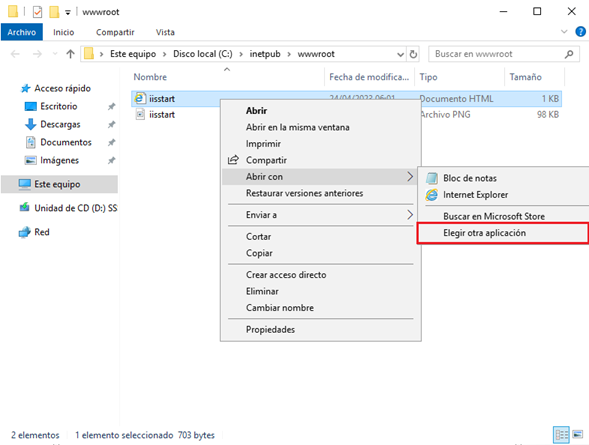 wwwroot
Archivo Inicio Compartir Vista
Este equipo Disco local (C:) inetpub wwwroot Buscar en wwwroot
Nombre Fecha de modifica... Tipo Tamaño
Acceso rápido
Escritorio
Descargas
Documentos
Imágenes
Este equipo
Unidad de CD (D:) SS
Red
iisstart 24/04/2023 06:01 Documento HTML 1 KB
iisstart Archivo PNG 98 KB
Abrir
Abrir en la misma ventana
Imprimir
Compartir
Abrir con
Restaurar versiones anteriores
Enviar a
Cortar
Copiar
Crear acceso directo
Eliminar
Cambiar nombre
Propiedades
Bloc de notas
Internet Explorer
Buscar en Microsoft Store
Elegir otra aplicación
2 elementos 1 elemento seleccionado 703 bytes